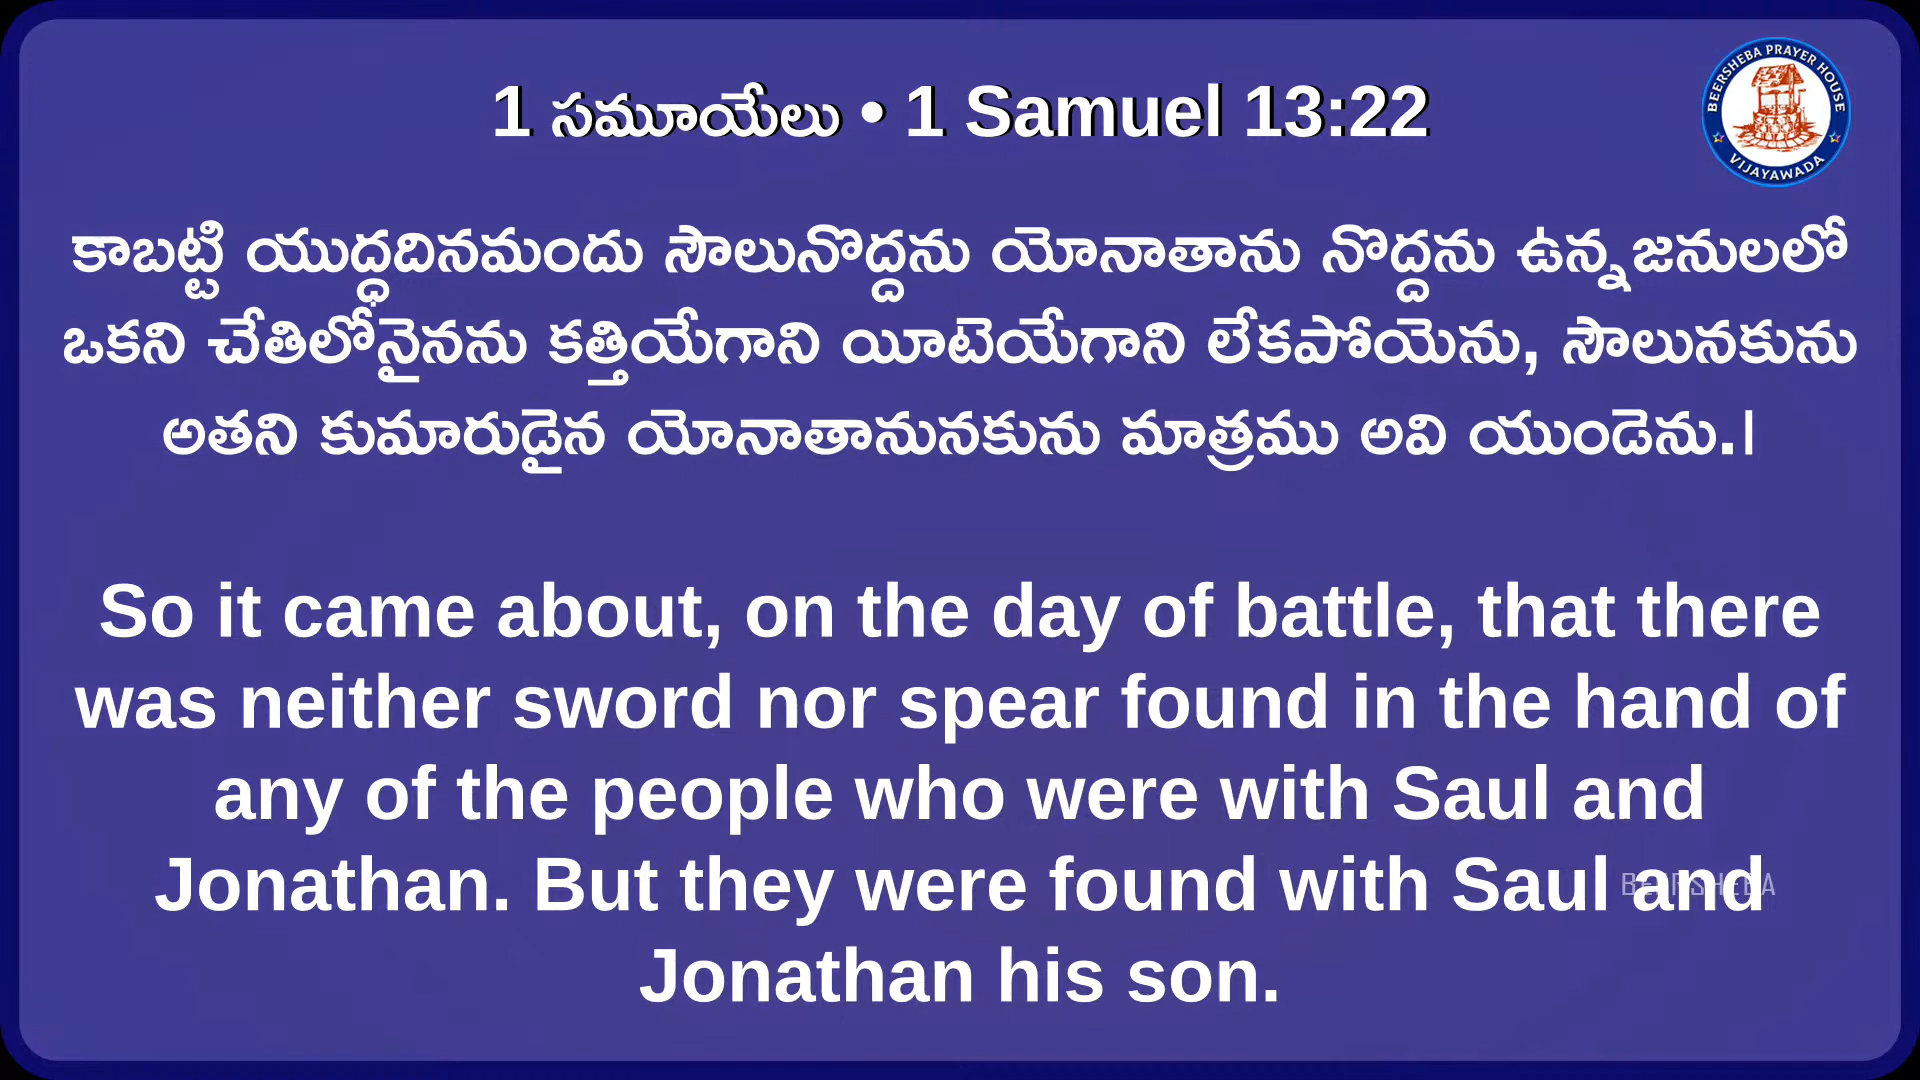 1 సమూయేలు • 1 Samuel 13:22
BEERSHEBA PRAYER HOUSE
VIJAYAWADA
కాబట్టి యుద్ధదినమందు సౌలునొద్దను యోనాతాను నొద్దను ఉన్నజనులలో
ఒకని చేతిలోనైనను కత్తియేగాని యీటెయేగాని లేకపోయెను, సౌలునకును
అతని కుమారుడైన యోనాతానునకును మాత్రము అవి యుండెను.।
So it came about, on the day of battle, that there
was neither sword nor spear found in the hand of
any of the people who were with Saul and
Jonathan. But they were found with Saul and
BEERSHEBA
Jonathan his son.